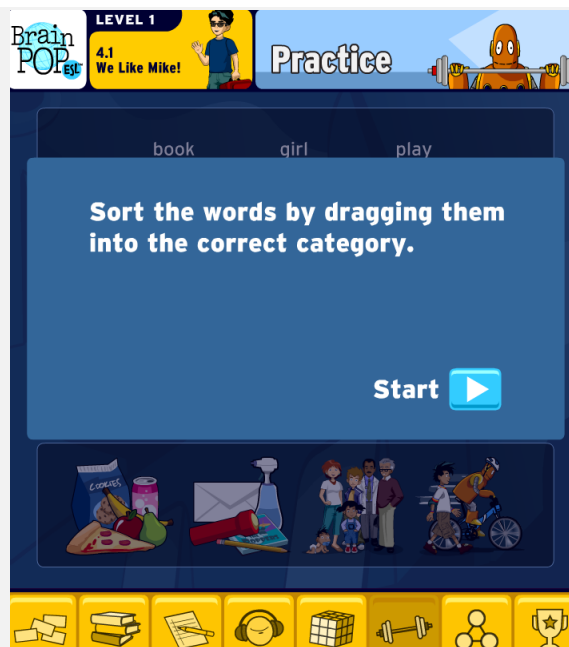 Brain
POP ESL
LEVEL 1
4.1
We Like Mike!
Practice
book girl play
Sort the words by dragging them
into the correct category.
Start
COOKIES